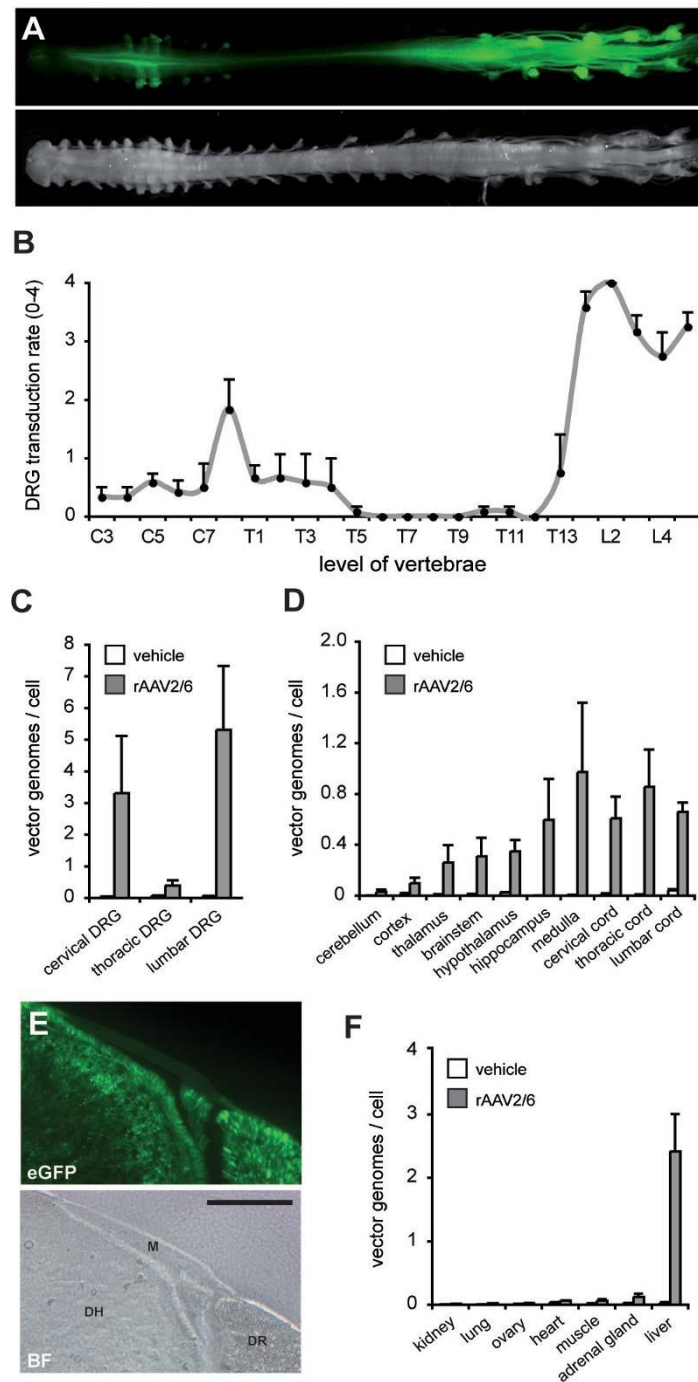 A
B
4
3
2
1
0
DRG transduction rate (0-4)
C3 C5 C7 T1 T3 T5 T7 T9 T11 T13 L2 L4
level of vertebrae
C
vehicle
rAAV2/6
8
7
6
5
4
3
2
1
0
vector genomes / cell
cervical DRG
thoracic DRG
lumbar DRG
D
vehicle
rAAV2/6
2.0
1.6
1.2
0.8
0.4
0
vector genomes / cell
cerebellum
cortex
thalamus
brainstem
hypothalamus
hippocampus
medulla
cervical cord
thoracic cord
lumbar cord
E
eGFP
M
DH
DR
BF
F
vehicle
rAAV2/6
4
3
2
1
0
vector genomes / cell
kidney
lung
ovary
heart
muscle
adrenal gland
liver